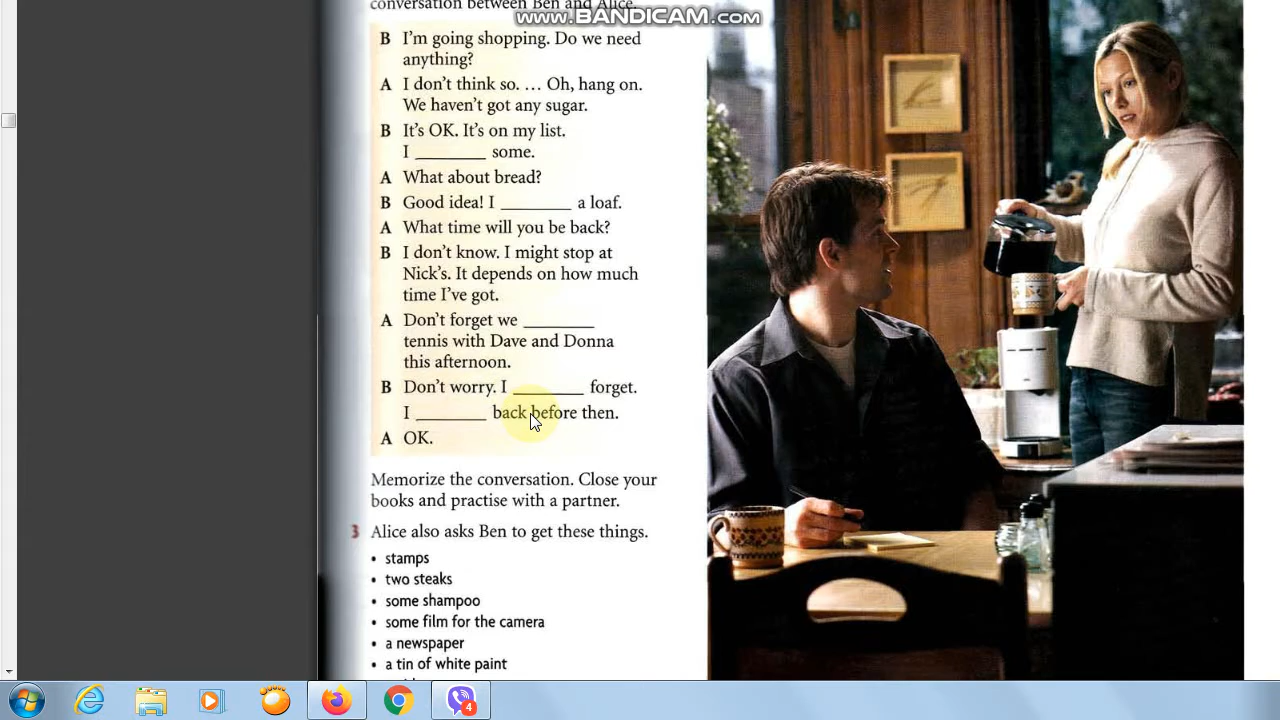 conversation between Ben and Alice.
www.BANDICAM.com
B I'm going shopping. Do we need
anything?
A I don't think so. … Oh, hang on.
We haven't got any sugar.
B It's OK. It's on my list.
I ________ some.
A What about bread?
B Good idea! I ________ a loaf.
A What time will you be back?
B I don't know. I might stop at
Nick's. It depends on how much
time I've got.
A Don't forget we ________
tennis with Dave and Donna
this afternoon.
B Don't worry. I ________ forget.
I ________ back before then.
A OK.
Memorize the conversation. Close your
books and practise with a partner.
3 Alice also asks Ben to get these things.
• stamps
• two steaks
• some shampoo
• some film for the camera
• a newspaper
• a tin of white paint
4